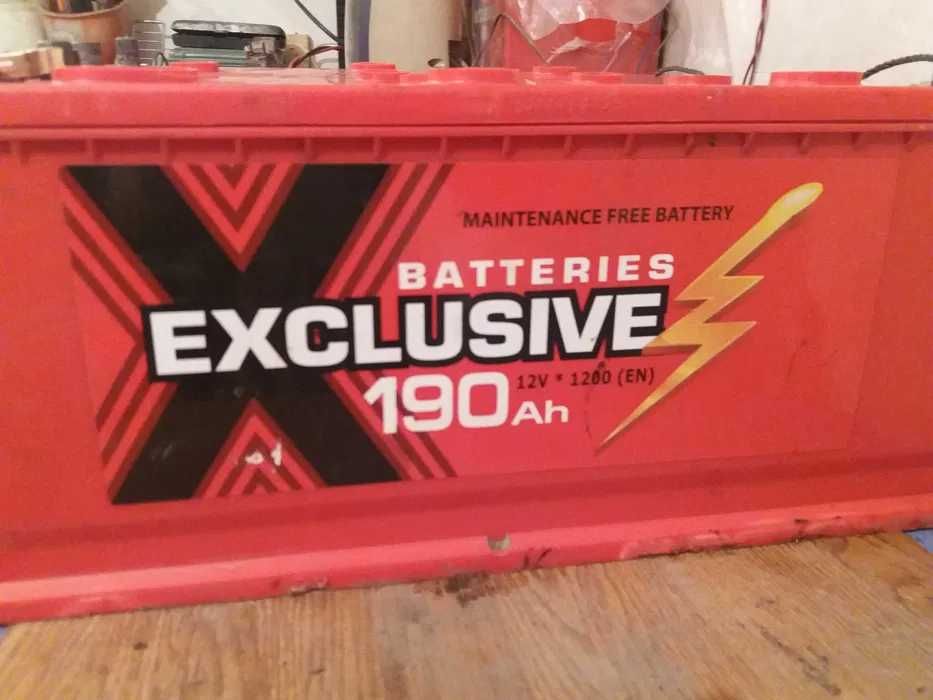 MAINTENANCE FREE BATTERY
BATTERIES
EXCLUSIVE
190Ah 12V * 1200 (EN)